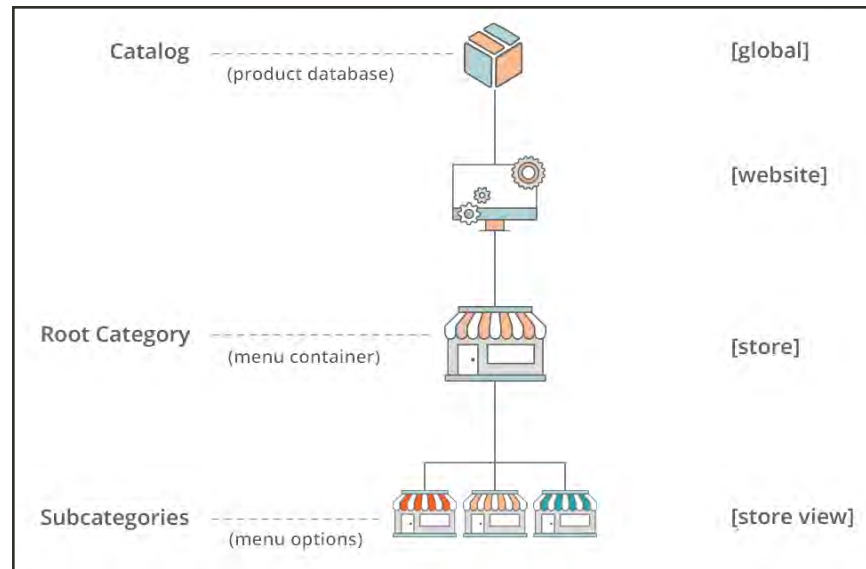 Catalog
(product database)
[global]
[website]
Root Category
(menu container)
[store]
Subcategories
(menu options)
[store view]